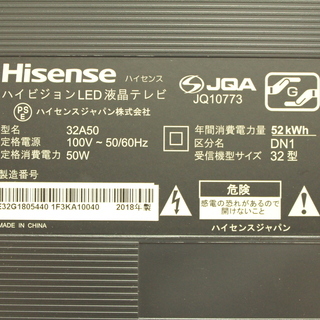 Hisense ハイセンス
ハイビジョンLED液晶テレビ
PS E ハイセンスジャパン株式会社
JQA
JQ10773
型名 32A50
定格電源 100V ~ 50/60Hz
定格消費電力 50W
製造番号
年間消費電力量 52 kWh
区分名 DN1
受信機型サイズ 32 型
E32G1805440 1F3KA10040 2018年製
MADE IN CHINA
危険
感電の恐れがあるので
開けないこと
ハイセンスジャパン